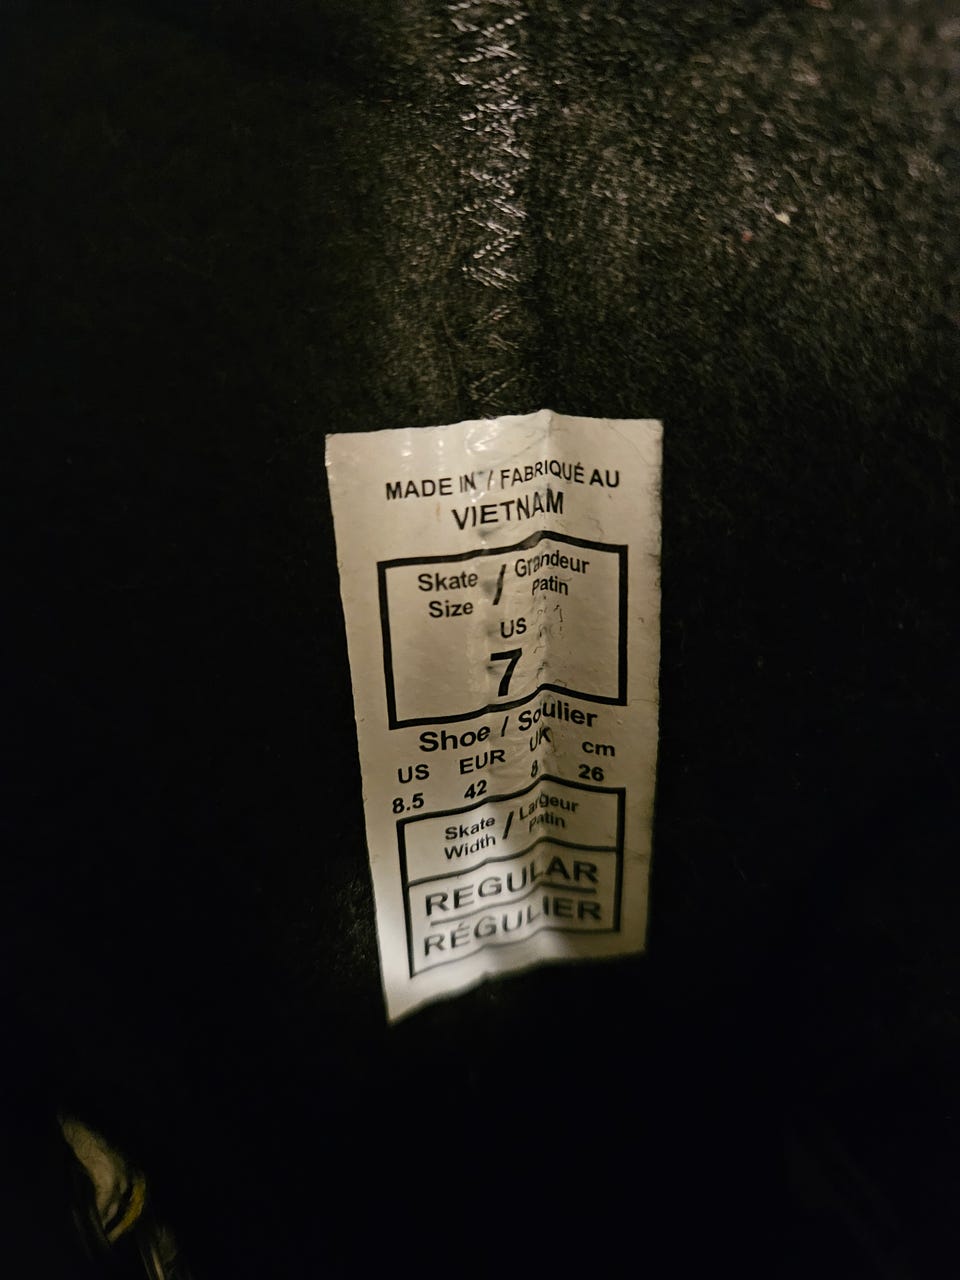 MADE IN / FABRIQUÉ AU
VIETNAM
Skate Size / Grandeur Patin
US
7
Shoe / Soulier
US EUR UK cm
8.5 42 8 26
Skate Width / Largeur Patin
REGULAR
RÉGULIER